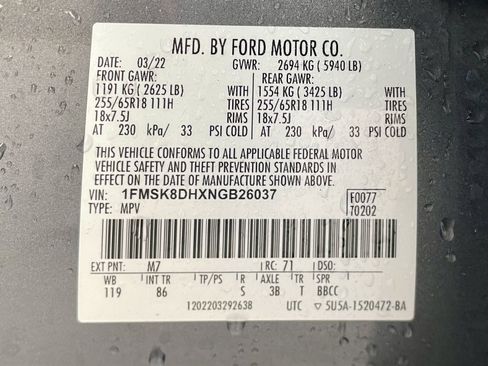 MFD. BY FORD MOTOR CO.
DATE: 03/22 GVWR: 2694 KG ( 5940 LB)
FRONT GAWR: REAR GAWR:
1191 KG ( 2625 LB) WITH 1554 KG ( 3425 LB) WITH
255/65R18 111H TIRES 255/65R18 111H TIRES
18x7.5J RIMS 18x7.5J RIMS
AT 230 kPa/ 33 PSI COLD AT 230 kPa/ 33 PSI COLD
THIS VEHICLE CONFORMS TO ALL APPLICABLE FEDERAL MOTOR
VEHICLE SAFETY AND THEFT PREVENTION STANDARDS IN
EFFECT ON THE DATE OF MANUFACTURE SHOWN ABOVE.
VIN: 1FMSK8DHXNGB26037 F0077
TYPE: MPV T0202
EXT PNT: M7 RC: 71 DSO:
WB INT TR TP/PS R AXLE TR SPR
119 86 S 3B T BBCC
1202203292638 UTC ▽ 5U5A-1520472-BA